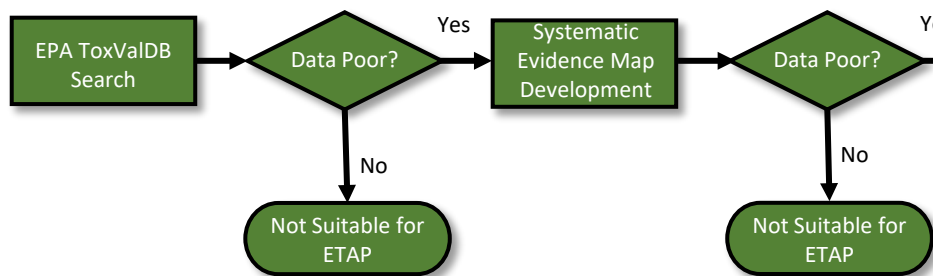 Yes
EPA ToxValDB
Search
Data Poor?
Systematic
Evidence Map
Development
Data Poor?
No
No
Not Suitable for
ETAP
Not Suitable for
ETAP